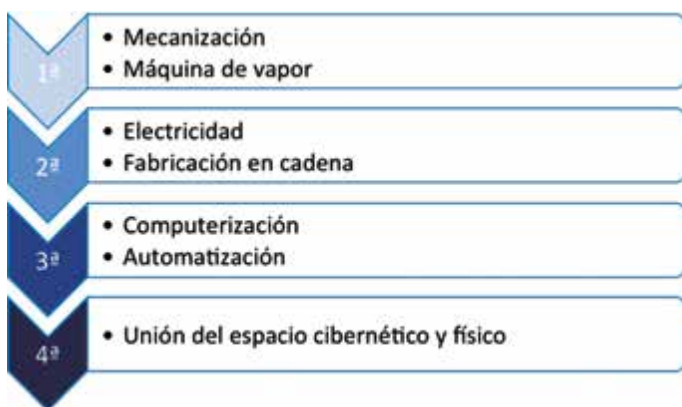 1ª
• Mecanización
• Máquina de vapor
2ª
• Electricidad
• Fabricación en cadena
3ª
• Computerización
• Automatización
4ª
• Unión del espacio cibernético y físico